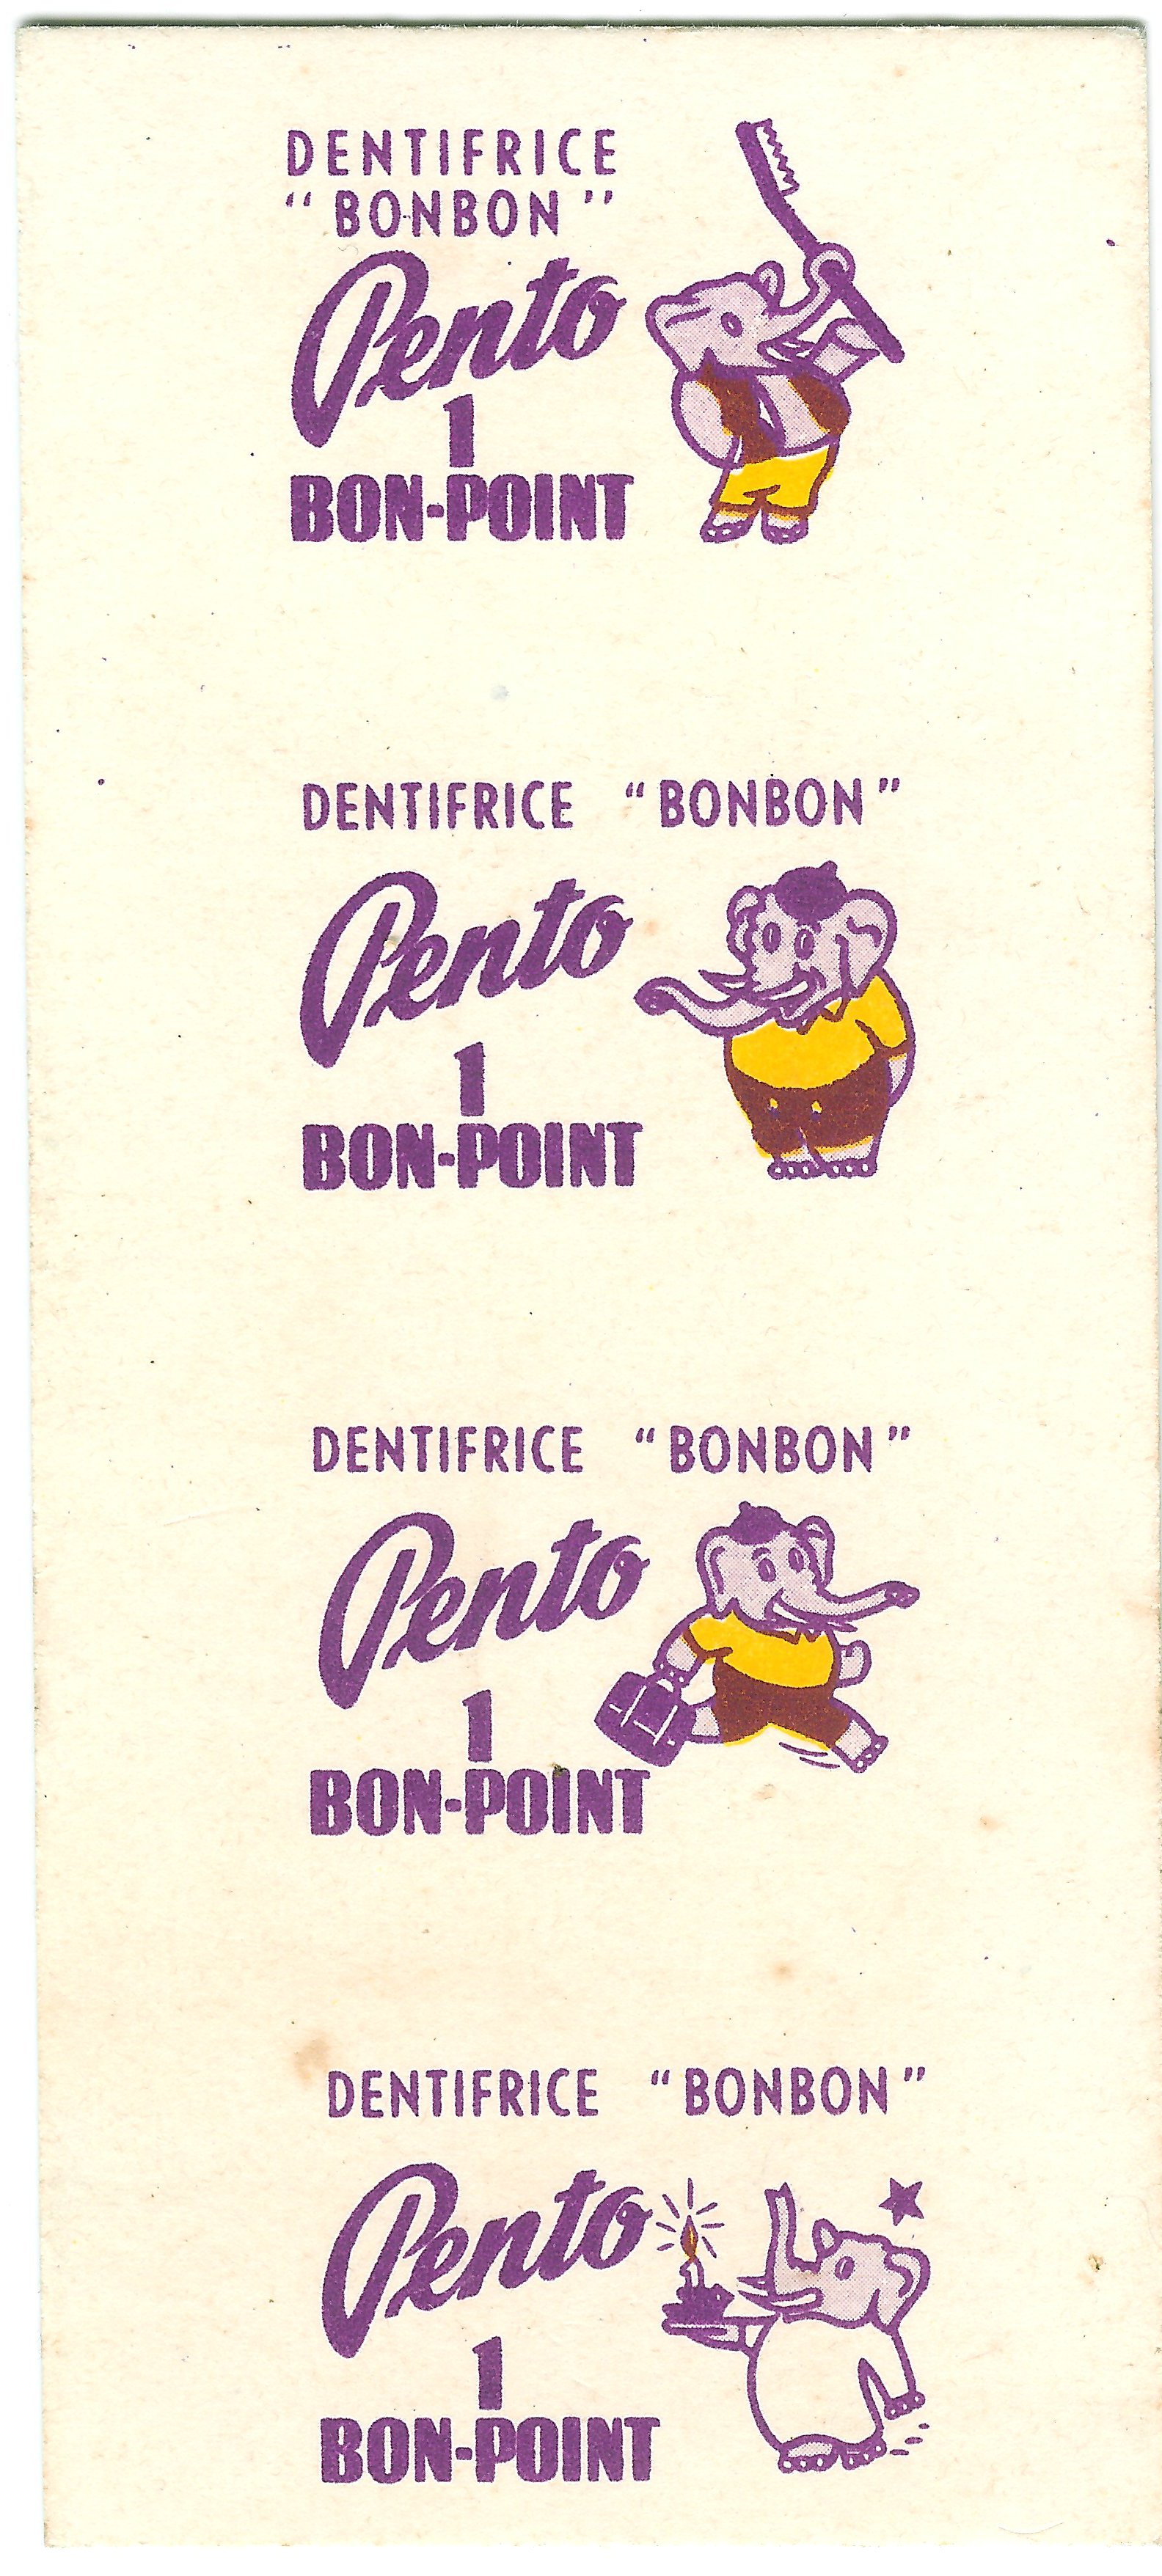 DENTIFRICE
“ BONBON ”
Pento
1
BON-POINT
DENTIFRICE “ BONBON ”
Pento
1
BON-POINT
DENTIFRICE “ BONBON ”
Pento
1
BON-POINT
DENTIFRICE “ BONBON ”
Pento
1
BON-POINT